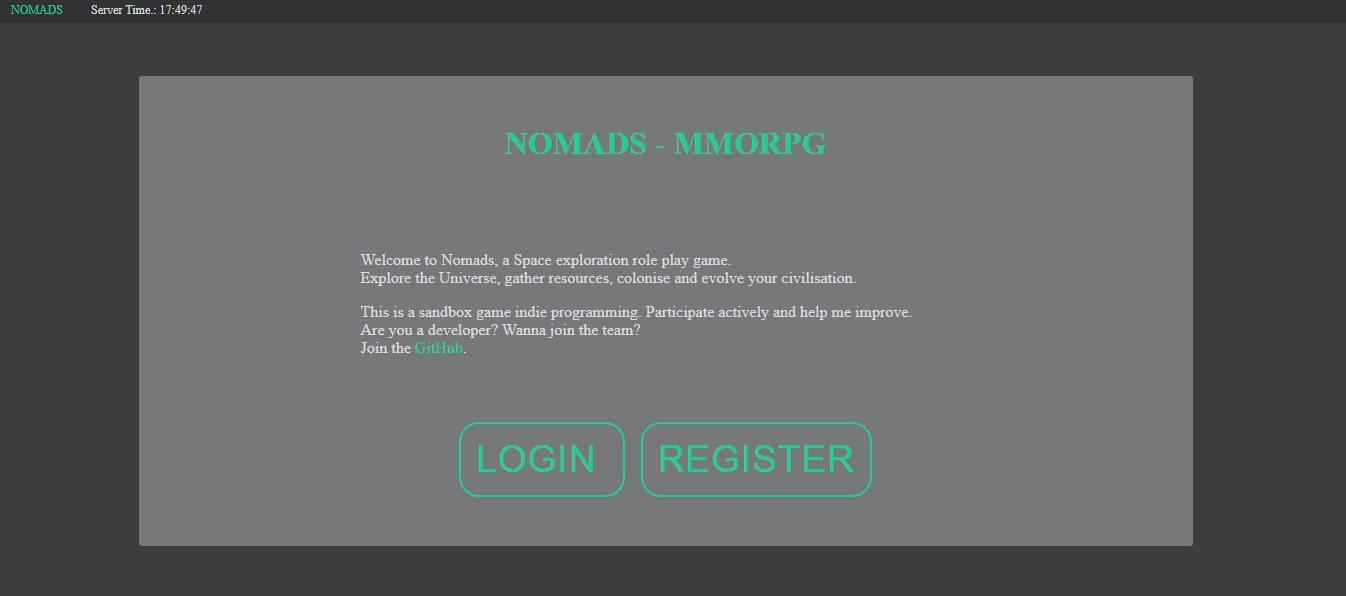 NOMADS Server Time.: 17:49:47
NOMADS - MMORPG
Welcome to Nomads, a Space exploration role play game.
Explore the Universe, gather resources, colonise and evolve your civilisation.
This is a sandbox game indie programming. Participate actively and help me improve.
Are you a developer? Wanna join the team?
Join the GitHub.
LOGIN REGISTER